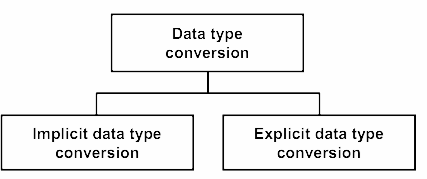 Data type
conversion
Implicit data type
conversion
Explicit data type
conversion